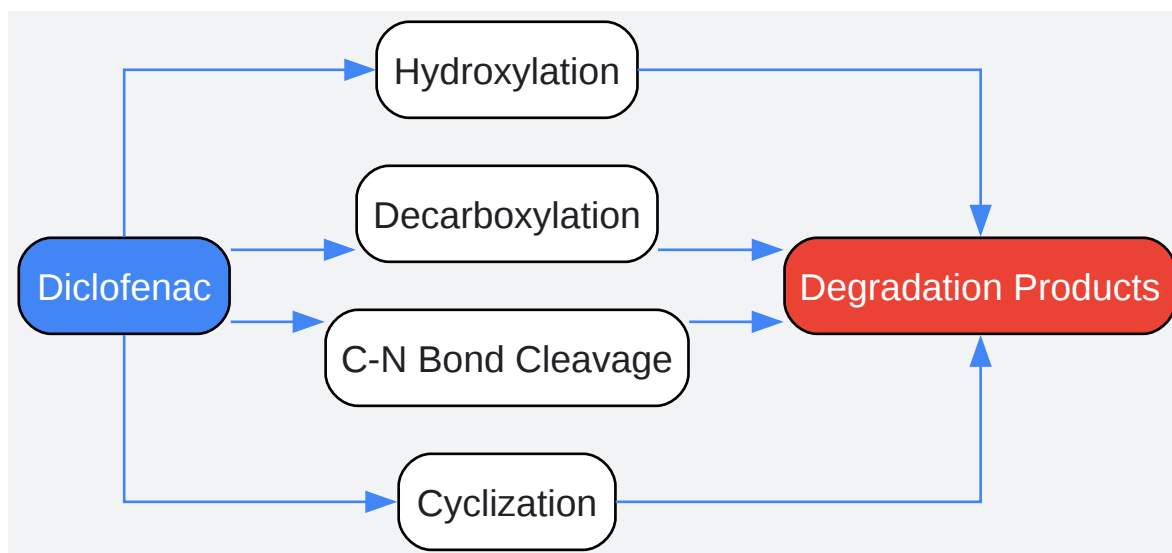 Hydroxylation
Decarboxylation
Diclofenac
Degradation Products
C-N Bond Cleavage
Cyclization